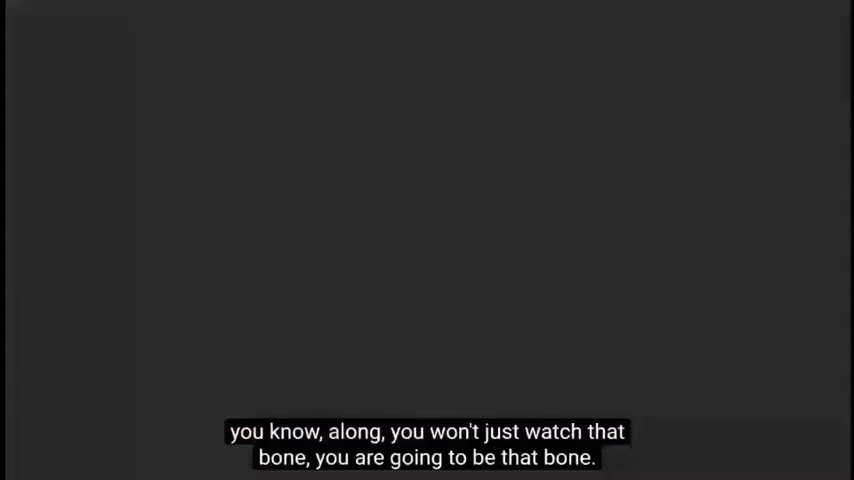 you know, along, you won't just watch that
bone, you are going to be that bone.